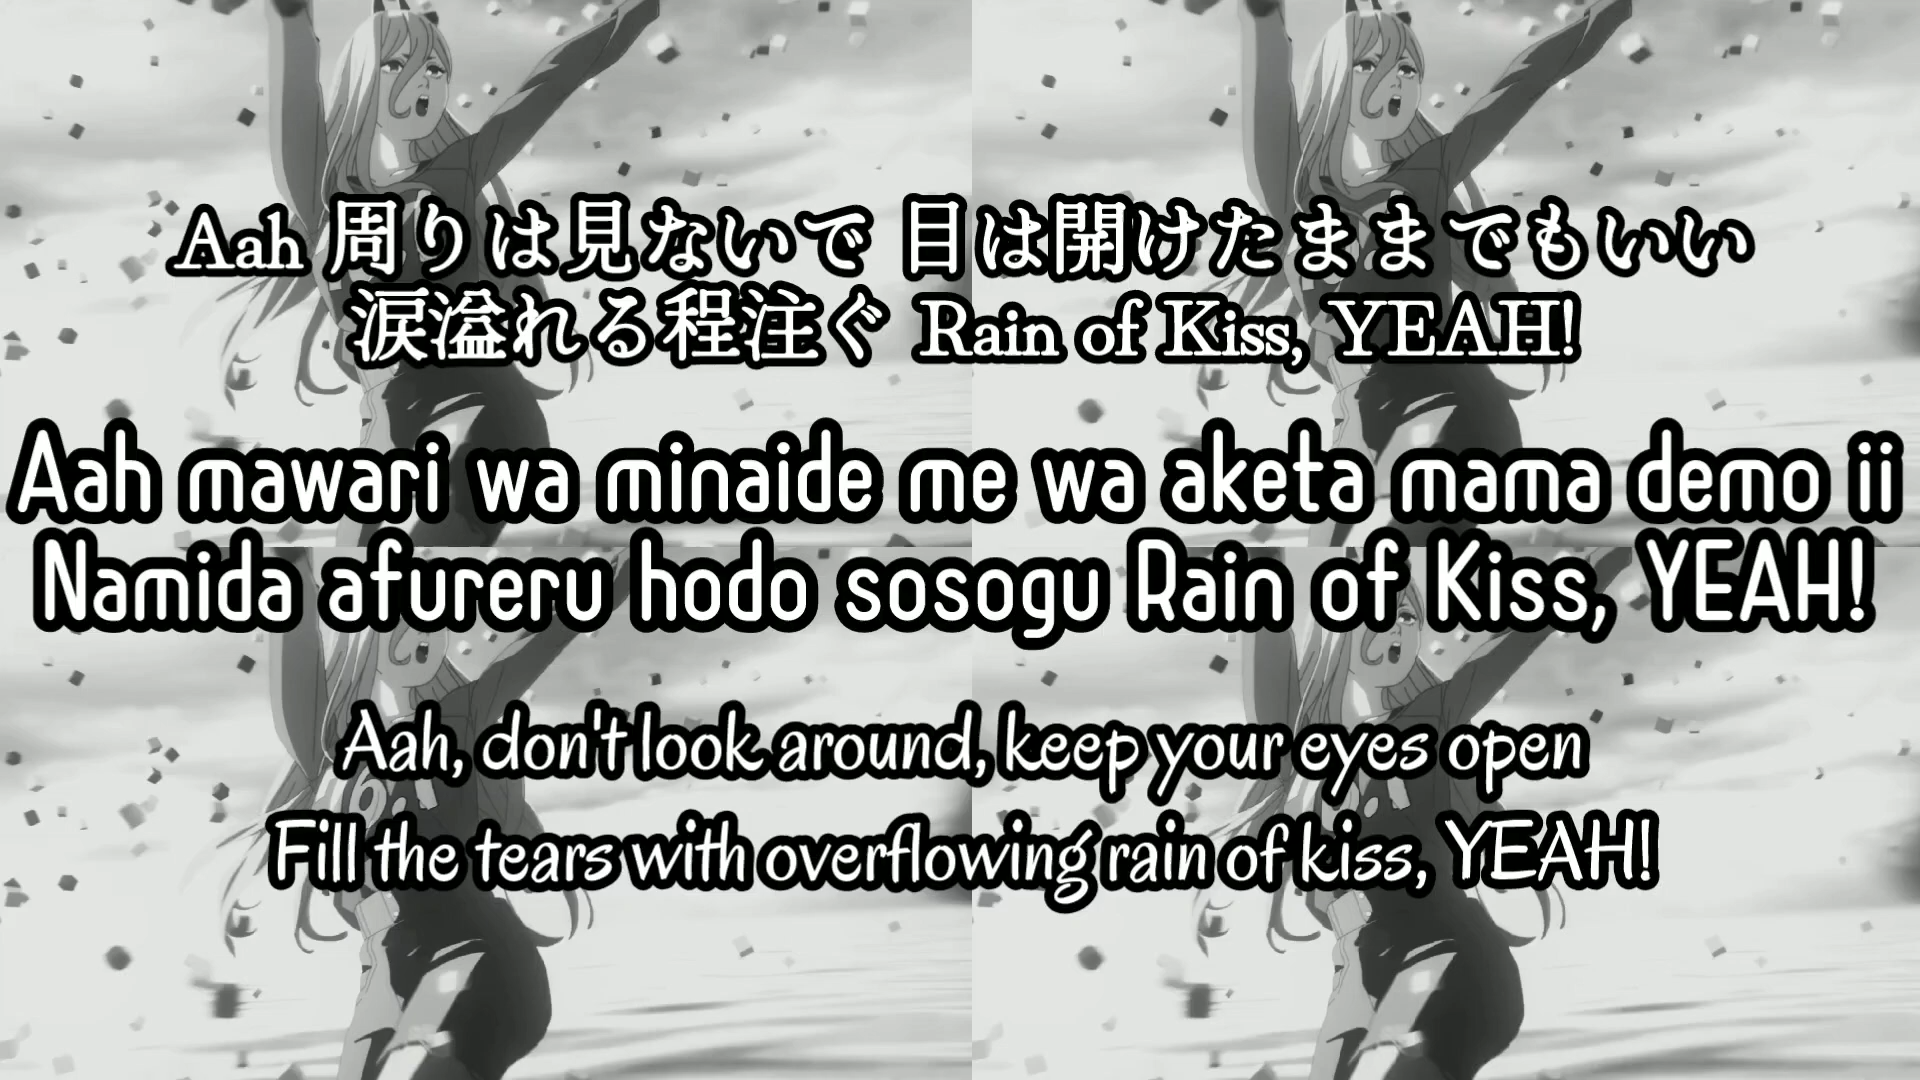 Aah 周りは見ないで 目は開けたままでもいい
涙溢れる程注ぐ Rain of Kiss, YEAH!
Aah mawari wa minaide me wa aketa mama demo ii
Namida afureru hodo sosogu Rain of Kiss, YEAH!
Aah, don't look around, keep your eyes open
Fill the tears with overflowing rain of kiss, YEAH!